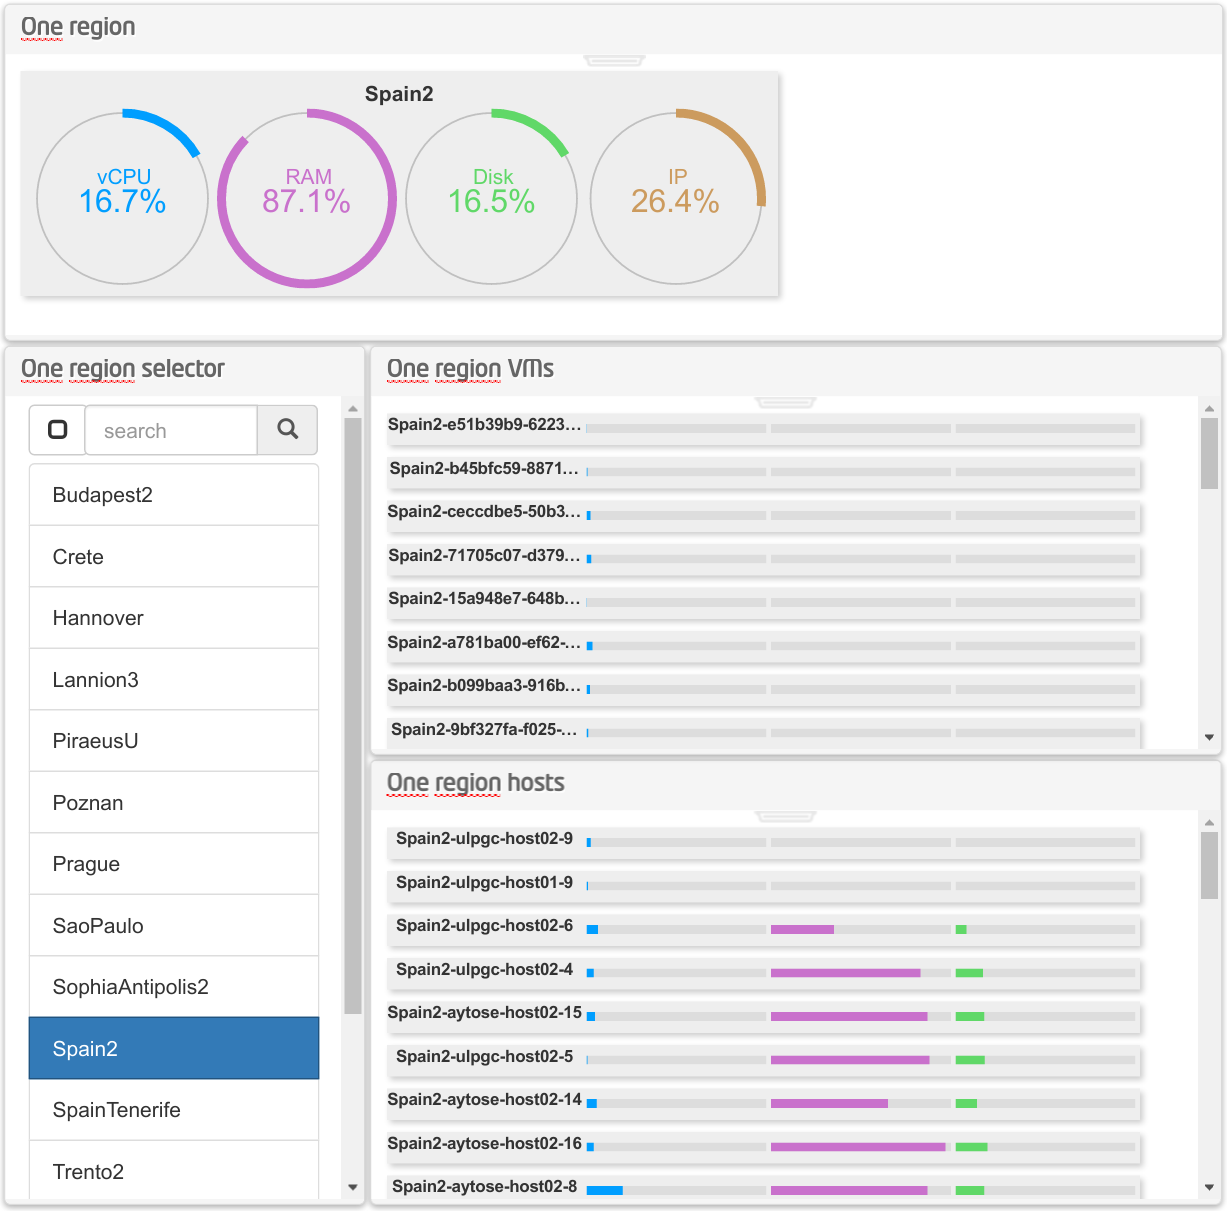 One region
Spain2
vCPU
16.7%
RAM
87.1%
Disk
16.5%
IP
26.4%
One region selector
search
Budapest2
Crete
Hannover
Lannion3
PiraeusU
Poznan
Prague
SaoPaulo
SophiaAntipolis2
Spain2
SpainTenerife
Trento2
One region VMs
Spain2-e51b39b9-6223...
Spain2-b45bfc59-8871...
Spain2-ceccdbe5-50b3...
Spain2-71705c07-d379...
Spain2-15a948e7-648b...
Spain2-a781ba00-ef62-...
Spain2-b099baa3-916b...
Spain2-9bf327fa-f025-...
One region hosts
Spain2-ulpgc-host02-9
Spain2-ulpgc-host01-9
Spain2-ulpgc-host02-6
Spain2-ulpgc-host02-4
Spain2-aytose-host02-15
Spain2-ulpgc-host02-5
Spain2-aytose-host02-14
Spain2-aytose-host02-16
Spain2-aytose-host02-8